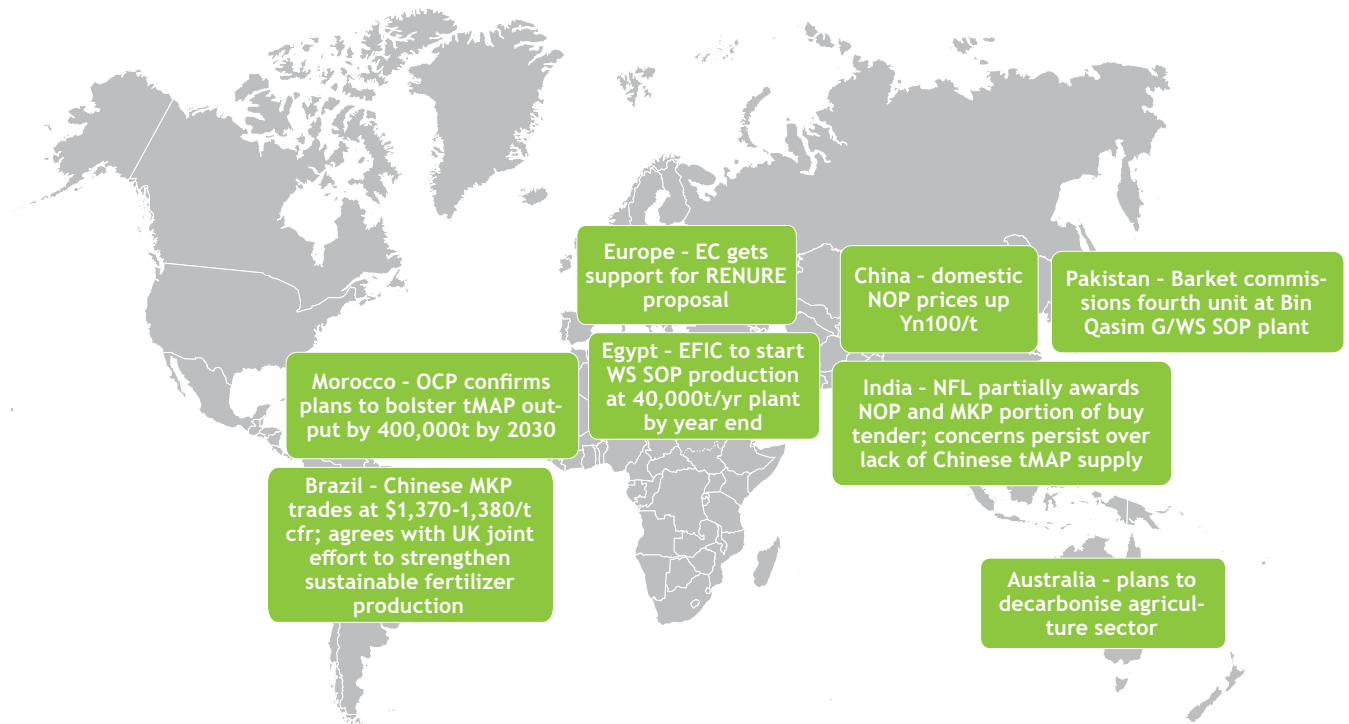 Europe - EC gets
support for RENURE
proposal
China - domestic
NOP prices up
Yn100/t
Pakistan - Barket commis-
sions fourth unit at Bin
Qasim G/WS SOP plant
Morocco - OCP confirms
plans to bolster tMAP out-
put by 400,000t by 2030
Egypt - EFIC to start
WS SOP production
at 40,000t/yr plant
by year end
India - NFL partially awards
NOP and MKP portion of buy
tender; concerns persist over
lack of Chinese tMAP supply
Brazil - Chinese MKP
trades at $1,370-1,380/t
cfr; agrees with UK joint
effort to strengthen
sustainable fertilizer
production
Australia - plans to
decarbonise agricul-
ture sector